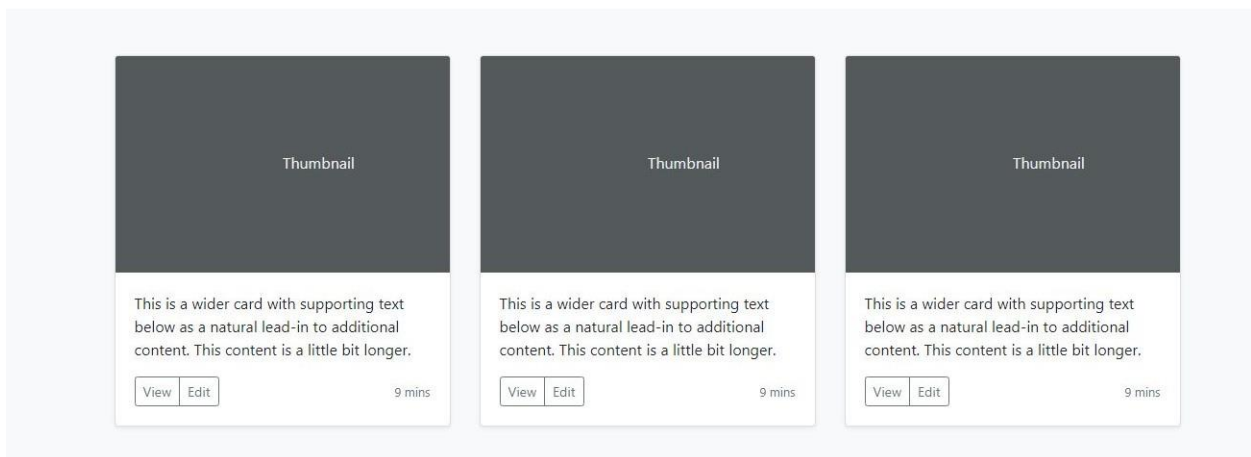 Thumbnail
This is a wider card with supporting text
below as a natural lead-in to additional
content. This content is a little bit longer.
View Edit 9 mins
Thumbnail
This is a wider card with supporting text
below as a natural lead-in to additional
content. This content is a little bit longer.
View Edit 9 mins
Thumbnail
This is a wider card with supporting text
below as a natural lead-in to additional
content. This content is a little bit longer.
View Edit 9 mins